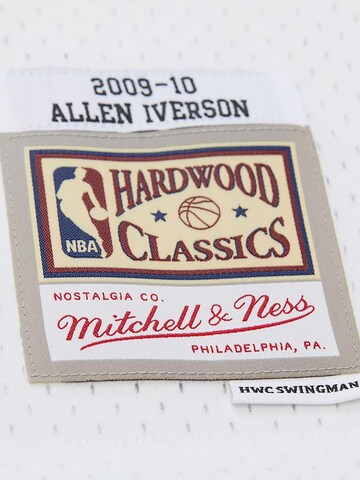 2009-10
ALLEN IVERSON
HARDWOOD
NBA
CLASSICS
NOSTALGIA CO.
Mitchell & Ness
PHILADELPHIA, PA.
HWC SWINGMAN